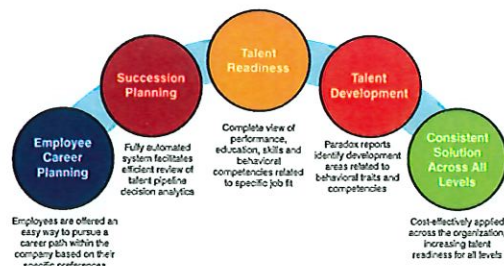 Employee
Career
Planning
Employees are offered an
easy way to pursue a
career path within the
company based on their
specific preferences
Succession
Planning
Fully automated
system facilitates
efficient review of
talent pipeline
decision analytics
Talent
Readiness
Complete view of
performance,
education, skills and
behavioral
competencies related
to specific job fit
Talent
Development
Paradox reports
identify development
areas related to
behavioral traits and
competencies
Consistent
Solution
Across All
Levels
Cost-effectively applied
across the organization,
increasing talent
readiness for all levels